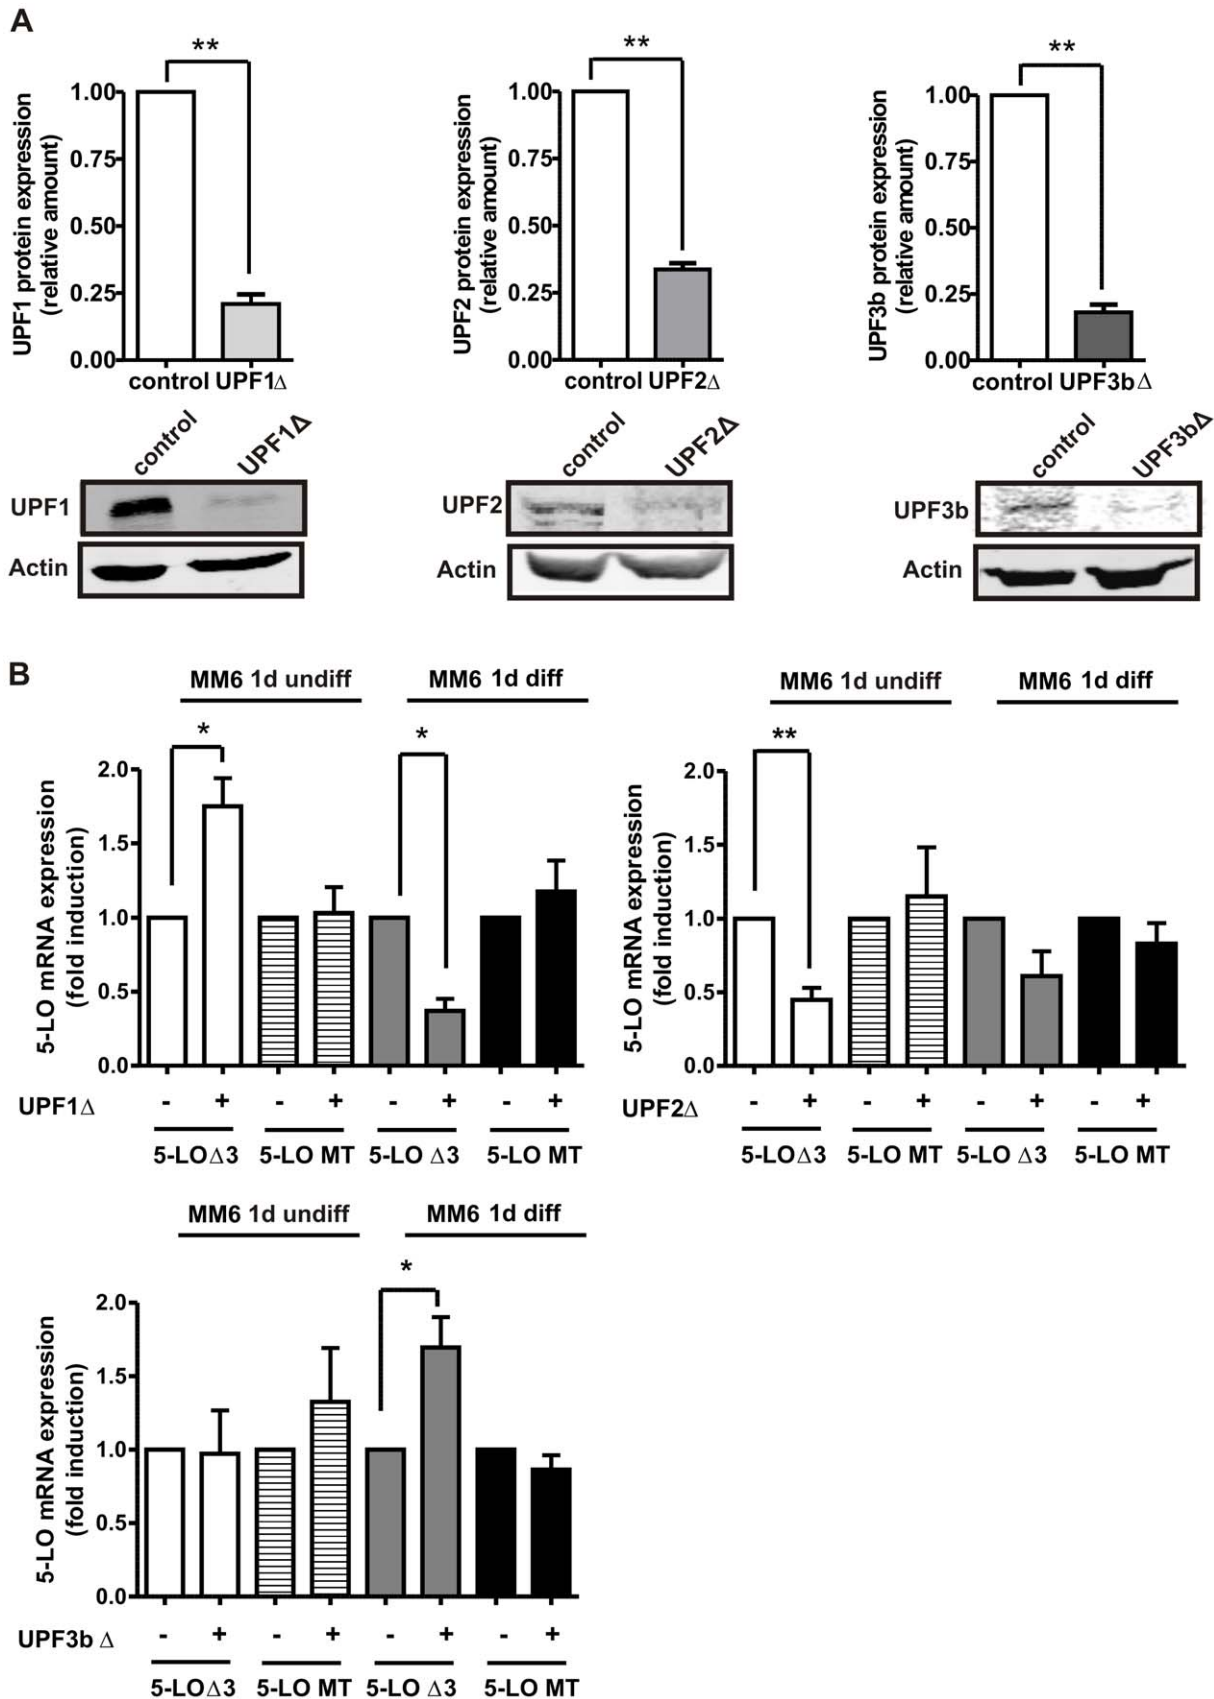 A
**
**
**
UPF1 protein expression
(relative amount)
1.00
0.75
0.50
0.25
0.00
control UPF1Δ
UPF2 protein expression
(relative amount)
1.00
0.75
0.50
0.25
0.00
control UPF2Δ
UPF3b protein expression
(relative amount)
1.00
0.75
0.50
0.25
0.00
control UPF3b Δ
control
UPF1Δ
UPF1
Actin
control
UPF2Δ
UPF2
Actin
control
UPF3bΔ
UPF3b
Actin
B
MM6 1d undiff
MM6 1d diff
*
*
5-LO mRNA expression
(fold induction)
2.0
1.5
1.0
0.5
0.0
UPF1Δ
- + - + - + - +
5-LOΔ3 5-LO MT 5-LO Δ3 5-LO MT
MM6 1d undiff
MM6 1d diff
**
5-LO mRNA expression
(fold induction)
2.0
1.5
1.0
0.5
0.0
UPF2Δ
- + - + - + - +
5-LOΔ3 5-LO MT 5-LO Δ3 5-LO MT
MM6 1d undiff
MM6 1d diff
*
5-LO mRNA expression
(fold induction)
2.0
1.5
1.0
0.5
0.0
UPF3b Δ
- + - + - + - +
5-LOΔ3 5-LO MT 5-LO Δ3 5-LO MT